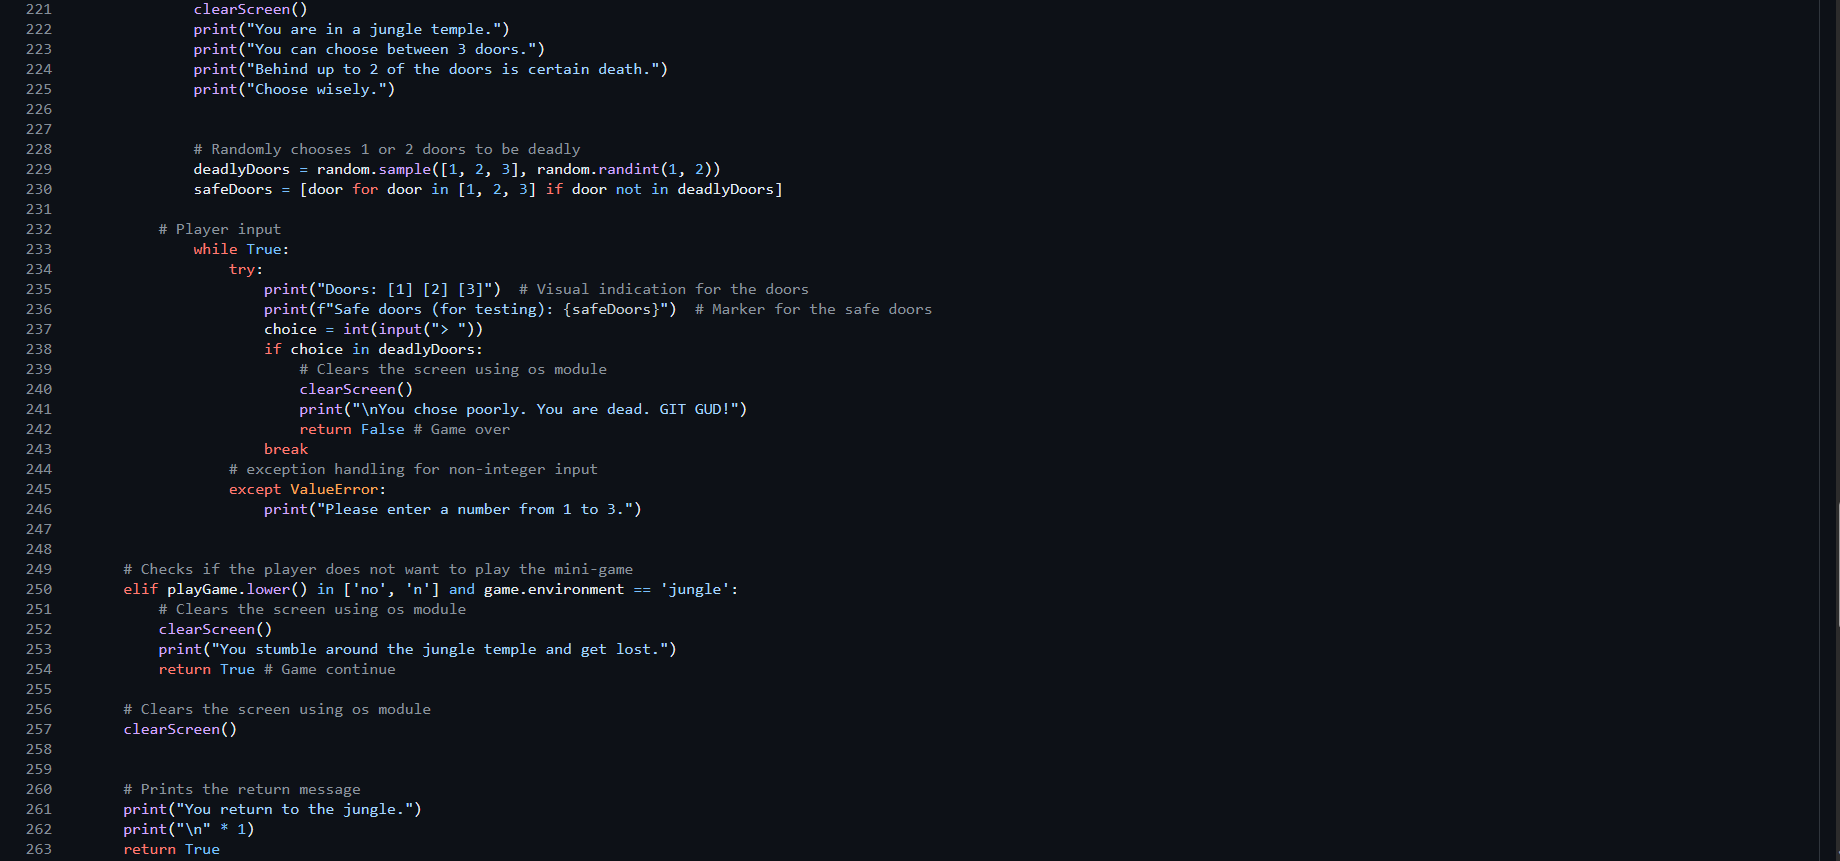 221 clearScreen()
222 print("You are in a jungle temple.")
223 print("You can choose between 3 doors.")
224 print("Behind up to 2 of the doors is certain death.")
225 print("Choose wisely.")
226
227
228 # Randomly chooses 1 or 2 doors to be deadly
229 deadlyDoors = random.sample([1, 2, 3], random.randint(1, 2))
230 safeDoors = [door for door in [1, 2, 3] if door not in deadlyDoors]
231
232 # Player input
233 while True:
234 try:
235 print("Doors: [1] [2] [3]")  # Visual indication for the doors
236 print(f"Safe doors (for testing): {safeDoors}")  # Marker for the safe doors
237 choice = int(input("> "))
238 if choice in deadlyDoors:
239 # Clears the screen using os module
240 clearScreen()
241 print("\nYou chose poorly. You are dead. GIT GUD!")
242 return False # Game over
243 break
244 # exception handling for non-integer input
245 except ValueError:
246 print("Please enter a number from 1 to 3.")
247
248
249 # Checks if the player does not want to play the mini-game
250 elif playGame.lower() in ['no', 'n'] and game.environment == 'jungle':
251 # Clears the screen using os module
252 clearScreen()
253 print("You stumble around the jungle temple and get lost.")
254 return True # Game continue
255
256 # Clears the screen using os module
257 clearScreen()
258
259
260 # Prints the return message
261 print("You return to the jungle.")
262 print("\n" * 1)
263 return True